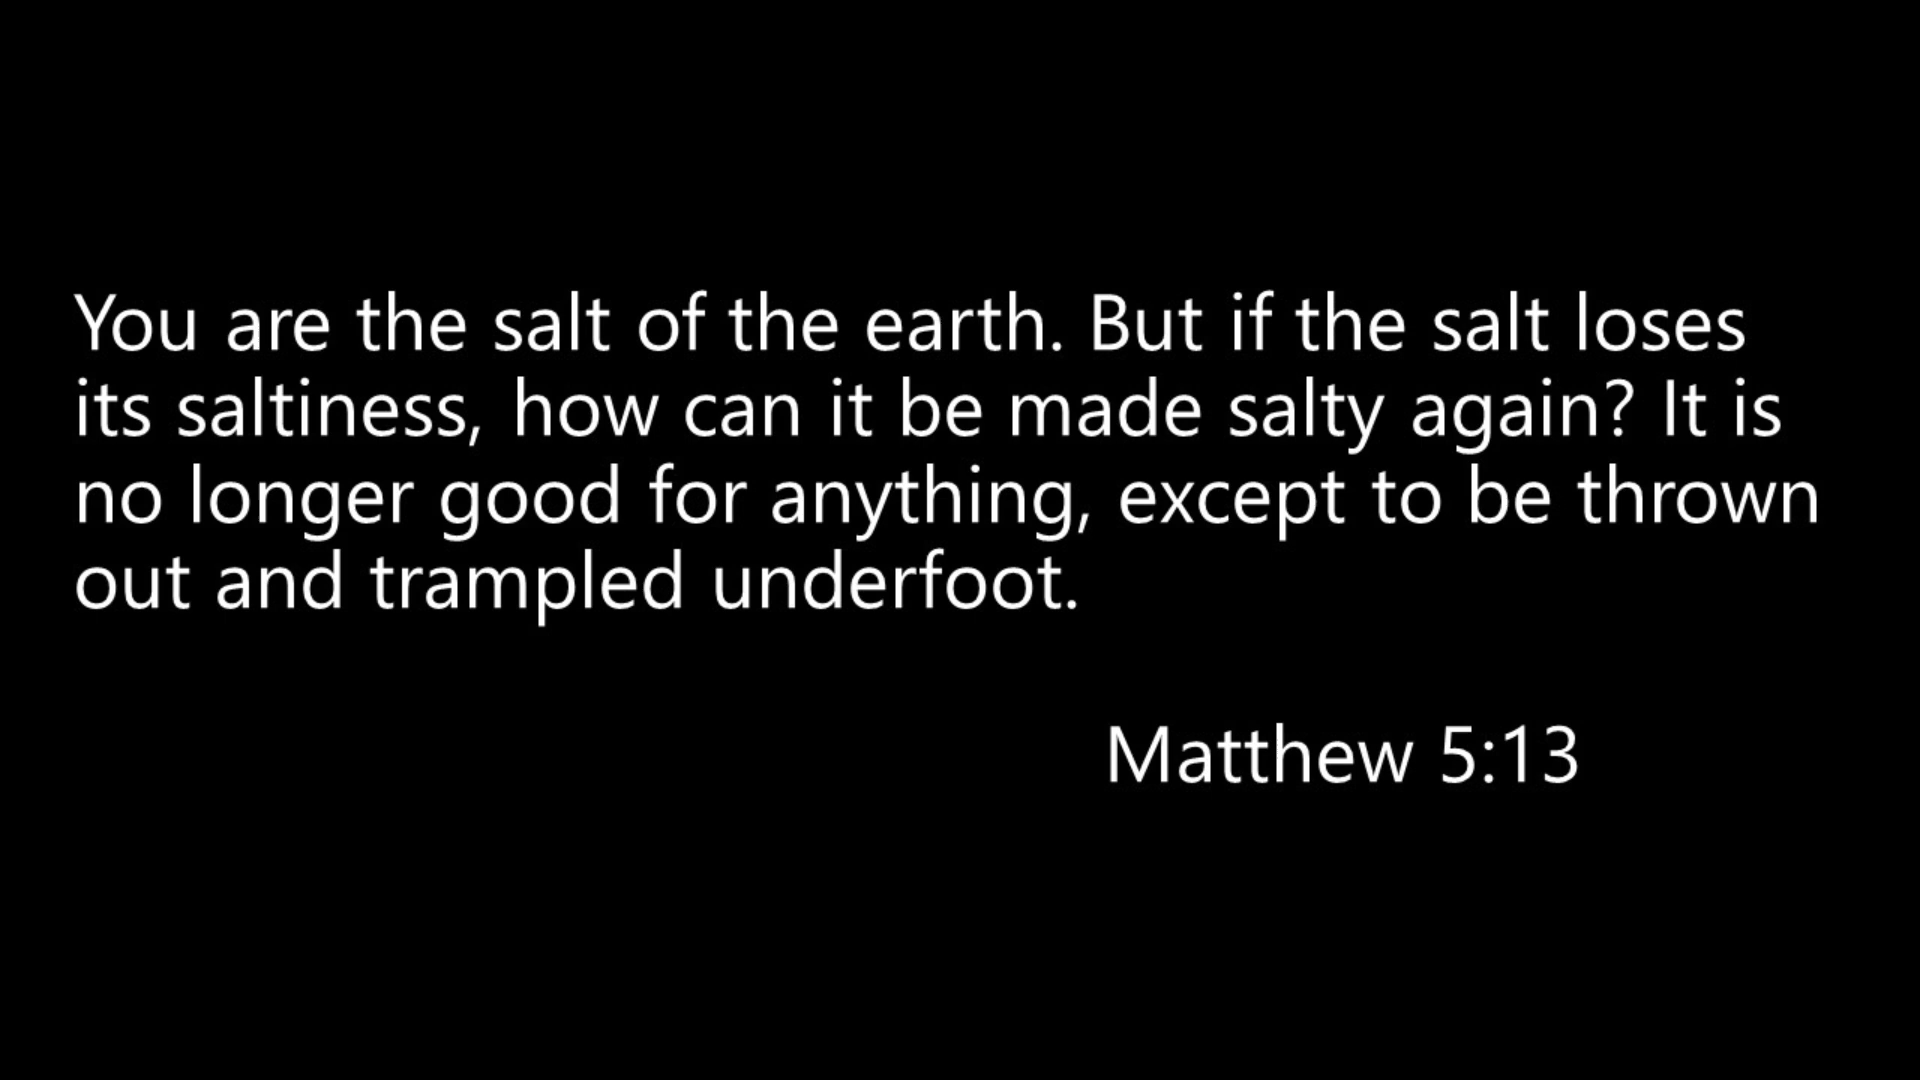 You are the salt of the earth. But if the salt loses
its saltiness, how can it be made salty again? It is
no longer good for anything, except to be thrown
out and trampled underfoot.
Matthew 5:13